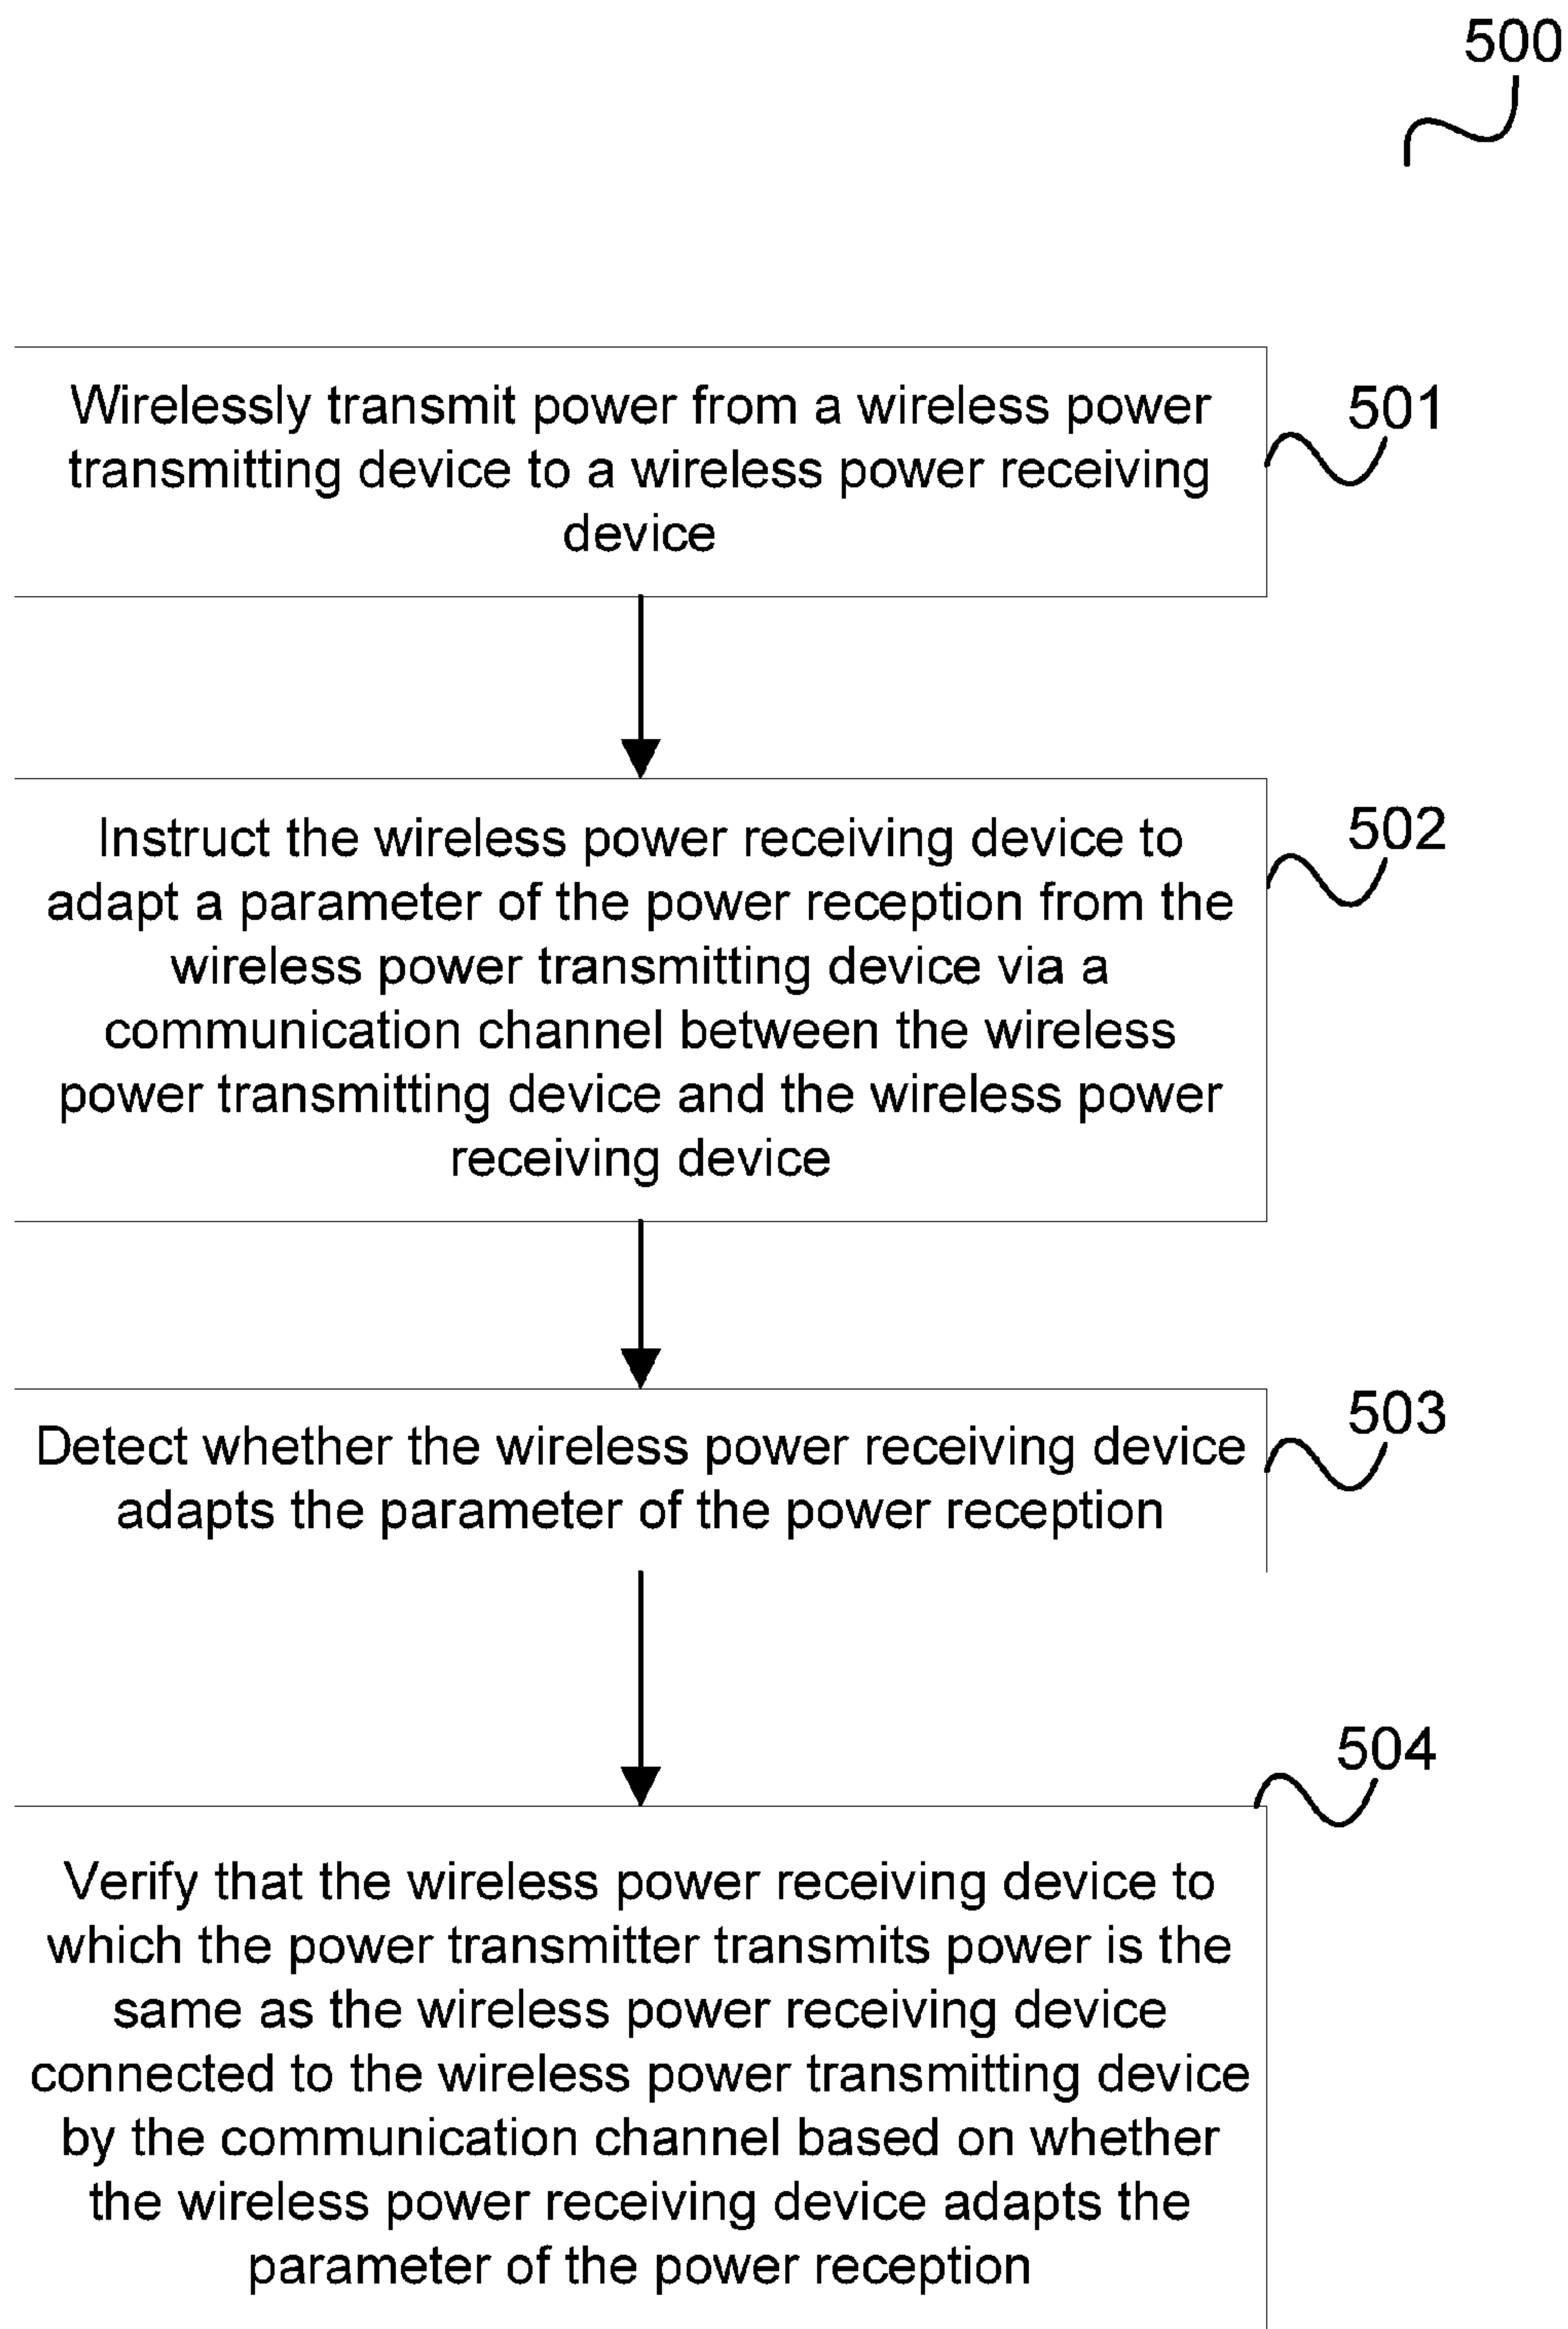 500
Wirelessly transmit power from a wireless power
transmitting device to a wireless power receiving
device
501
Instruct the wireless power receiving device to
adapt a parameter of the power reception from the
wireless power transmitting device via a
communication channel between the wireless
power transmitting device and the wireless power
receiving device
502
Detect whether the wireless power receiving device
adapts the parameter of the power reception
503
504
Verify that the wireless power receiving device to
which the power transmitter transmits power is the
same as the wireless power receiving device
connected to the wireless power transmitting device
by the communication channel based on whether
the wireless power receiving device adapts the
parameter of the power reception